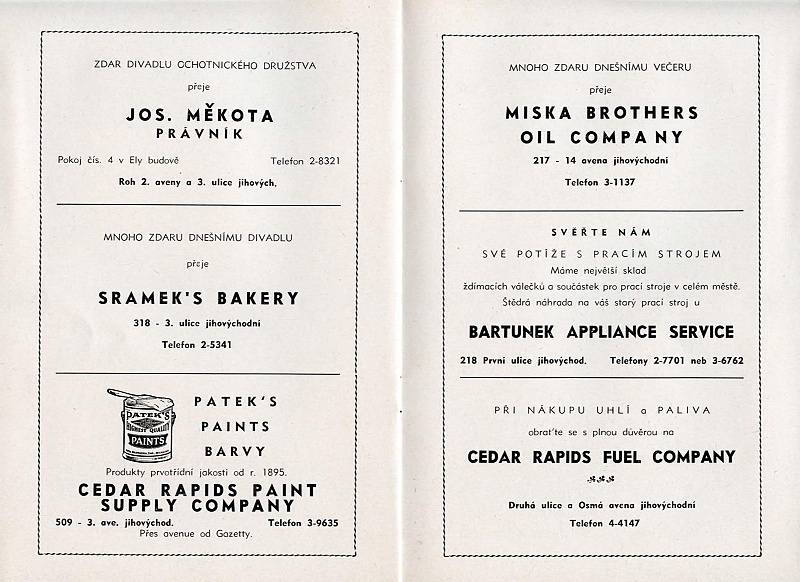 ZDAR DIVADLU OCHOTNICKÉHO DRUŽSTVA
přeje
JOS. MĚKOTA
PRÁVNÍK
Pokoj čís. 4 v Ely budově Telefon 2-8321
Roh 2. aveny a 3. ulice jihových.
MNOHO ZDARU DNEŠNÍMU DIVADLU
přeje
SRAMEK'S BAKERY
318 - 3. ulice jihovýchodní
Telefon 2-5341
PATEK'S
HIGHEST QUALITY
PAINTS
PATEK'S
PAINTS
BARVY
Produkty prvotřídní jakosti od r. 1895.
CEDAR RAPIDS PAINT
SUPPLY COMPANY
509 - 3. ave. jihovýchod. Telefon 3-9635
Přes avenue od Gazetty.
MNOHO ZDARU DNEŠNÍMU VEČERU
přeje
MISKA BROTHERS
OIL COMPANY
217 - 14 avena jihovýchodní
Telefon 3-1137
SVĚŘTE NÁM
SVÉ POTÍŽE S PRACÍM STROJEM
Máme největší sklad
ždímacích válečků a součástek pro prací stroje v celém městě.
Štědrá náhrada na váš starý prací stroj u
BARTUNEK APPLIANCE SERVICE
218 První ulice jihovýchod. Telefony 2-7701 neb 3-6762
PŘI NÁKUPU UHLÍ a PALIVA
obraťte se s plnou důvěrou na
CEDAR RAPIDS FUEL COMPANY
Druhá ulice a Osmá avena jihovýchodní
Telefon 4-4147